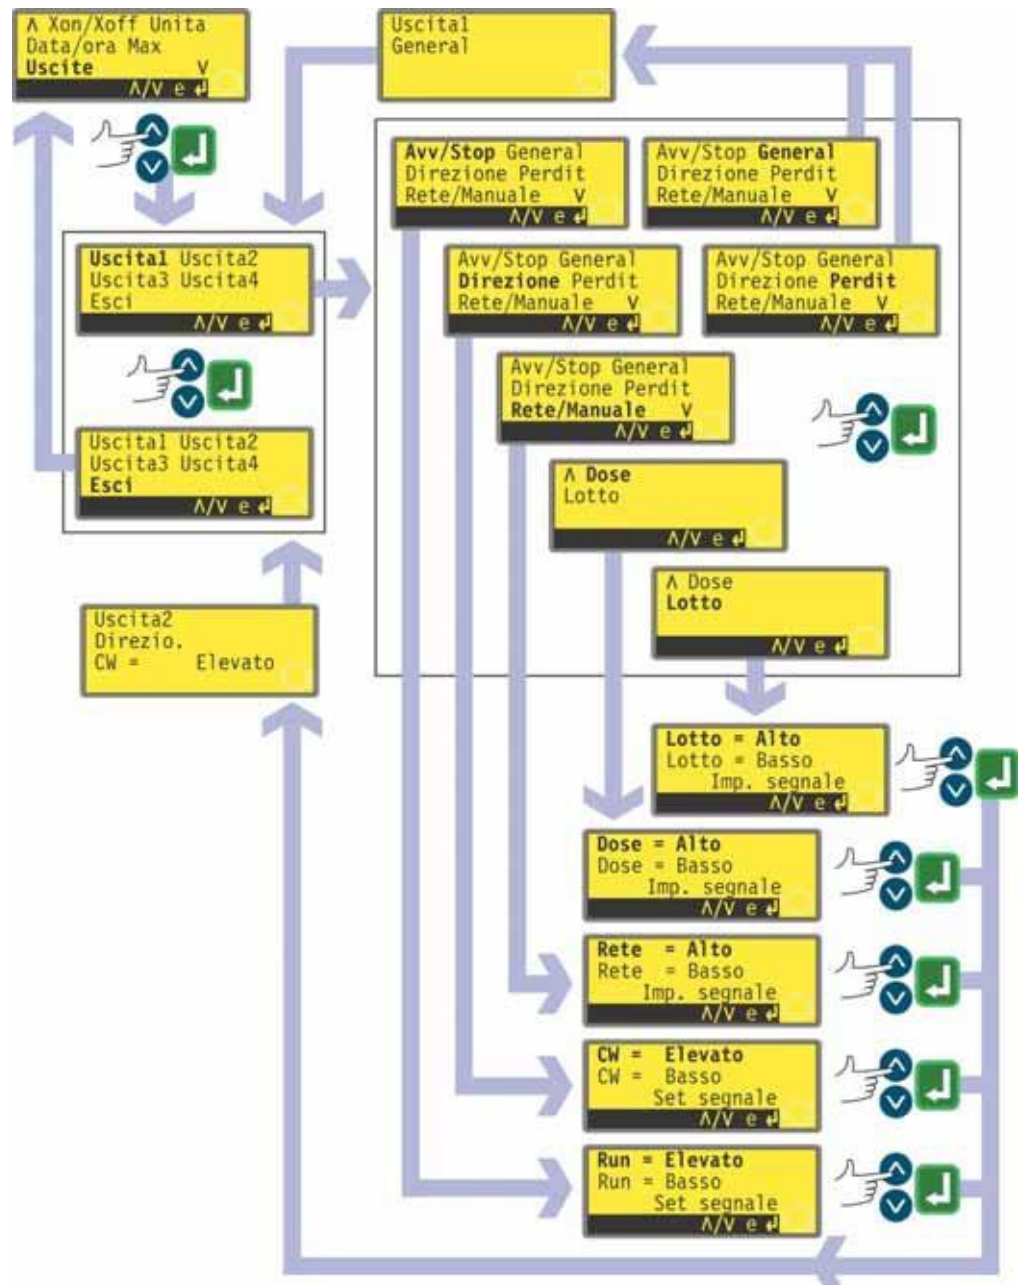 Λ Xon/Xoff Unita
Data/ora Max
Uscite V
Λ/V e ↲
Uscita1
General
Avv/Stop General
Direzione Perdit
Rete/Manuale V
Λ/V e ↲
Avv/Stop General
Direzione Perdit
Rete/Manuale V
Λ/V e ↲
Uscita1 Uscita2
Uscita3 Uscita4
Esci
Λ/V e ↲
Avv/Stop General
Direzione Perdit
Rete/Manuale V
Λ/V e ↲
Avv/Stop General
Direzione Perdit
Rete/Manuale V
Λ/V e ↲
Avv/Stop General
Direzione Perdit
Rete/Manuale V
Λ/V e ↲
Uscita1 Uscita2
Uscita3 Uscita4
Esci
Λ/V e ↲
Λ Dose
Lotto
Λ/V e ↲
Λ Dose
Lotto
Λ/V e ↲
Uscita2
Direzio.
CW = Elevato
Lotto = Alto
Lotto = Basso
Imp. segnale
Λ/V e ↲
Dose = Alto
Dose = Basso
Imp. segnale
Λ/V e ↲
Rete = Alto
Rete = Basso
Imp. segnale
Λ/V e ↲
CW = Elevato
CW = Basso
Set segnale
Λ/V e ↲
Run = Elevato
Run = Basso
Set segnale
Λ/V e ↲